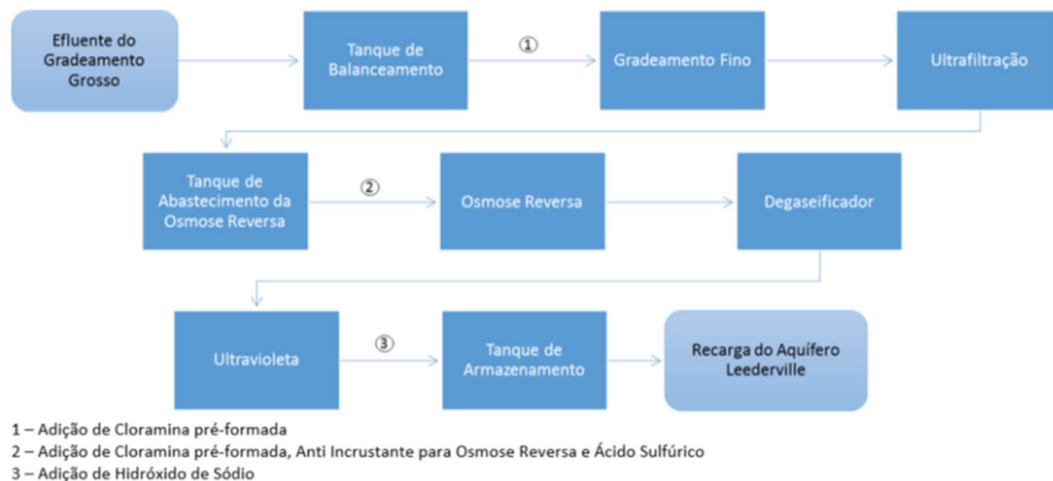 Efluente do
Gradeamento
Grosso
Tanque de
Balanceamento
①
Gradeamento Fino
Ultrafiltração
Tanque de
Abastecimento da
Osmose Reversa
②
Osmose Reversa
Degaseificador
Ultravioleta
③
Tanque de
Armazenamento
Recarga do Aquífero
Leederville
1 – Adição de Cloramina pré-formada
2 – Adição de Cloramina pré-formada, Anti Incrustante para Osmose Reversa e Ácido Sulfúrico
3 – Adição de Hidróxido de Sódio